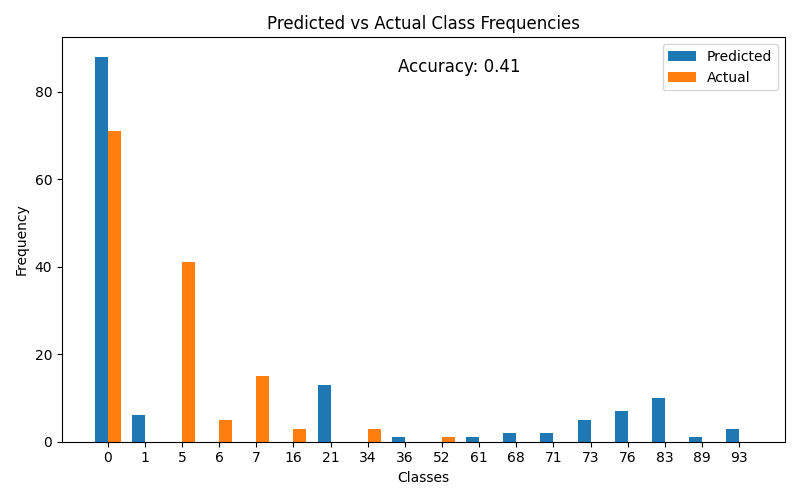 Predicted vs Actual Class Frequencies
Accuracy: 0.41
Predicted
Actual
Frequency
80
60
40
20
0
0 1 5 6 7 16 21 34 36 52 61 68 71 73 76 83 89 93
Classes